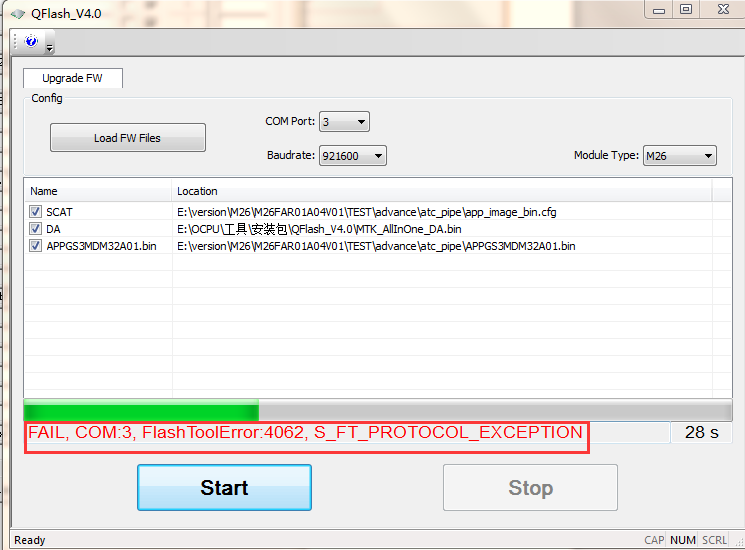 QFlash_V4.0
Upgrade FW
Config
Load FW Files
COM Port: 3
Baudrate: 921600
Module Type: M26
Name Location
SCAT E:\version\M26\M26FAR01A04V01\TEST\advance\atc_pipe\app_image_bin.cfg
DA E:\OCPU\工具\安装包\QFlash_V4.0\MTK_AllInOne_DA.bin
APPGS3MDM32A01.bin E:\version\M26\M26FAR01A04V01\TEST\advance\atc_pipe\APPGS3MDM32A01.bin
FAIL, COM:3, FlashToolError:4062, S_FT_PROTOCOL_EXCEPTION 28 s
Start Stop
Ready CAP NUM SCRL